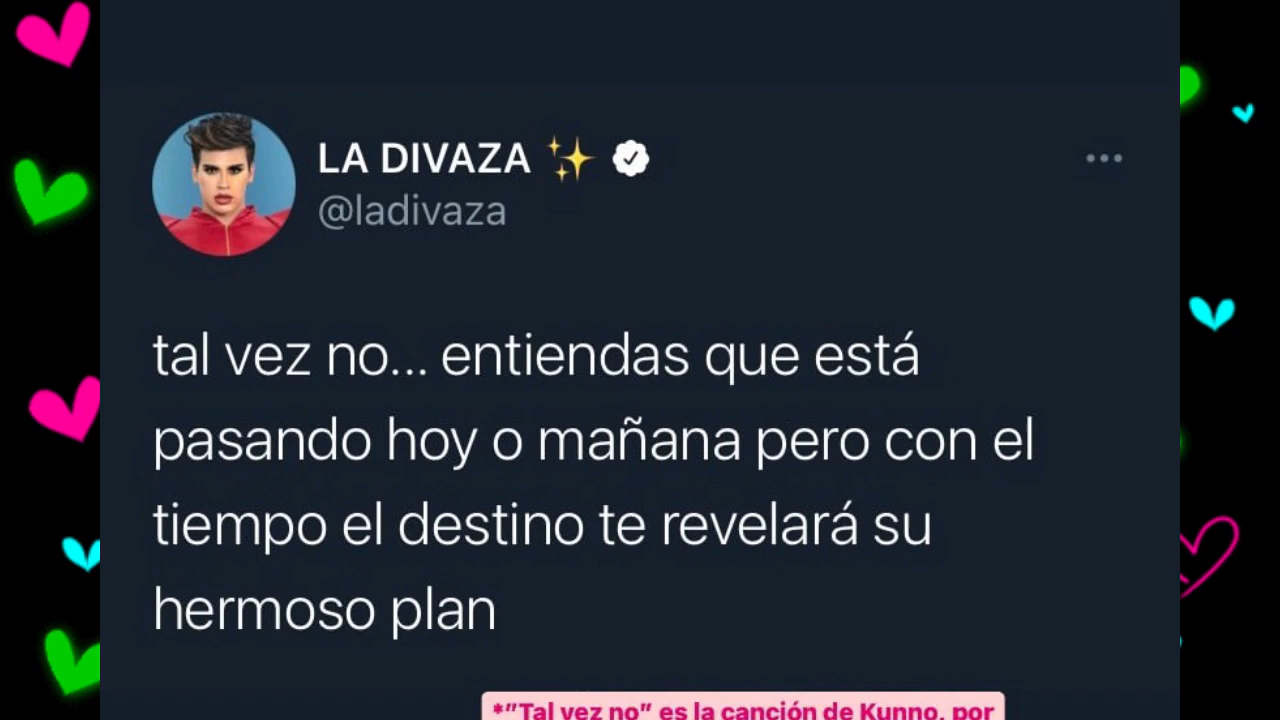 LA DIVAZA ✨
@ladivaza
tal vez no... entiendas que está
pasando hoy o mañana pero con el
tiempo el destino te revelará su
hermoso plan
*"Tal vez no" es la canción de Kunno, por